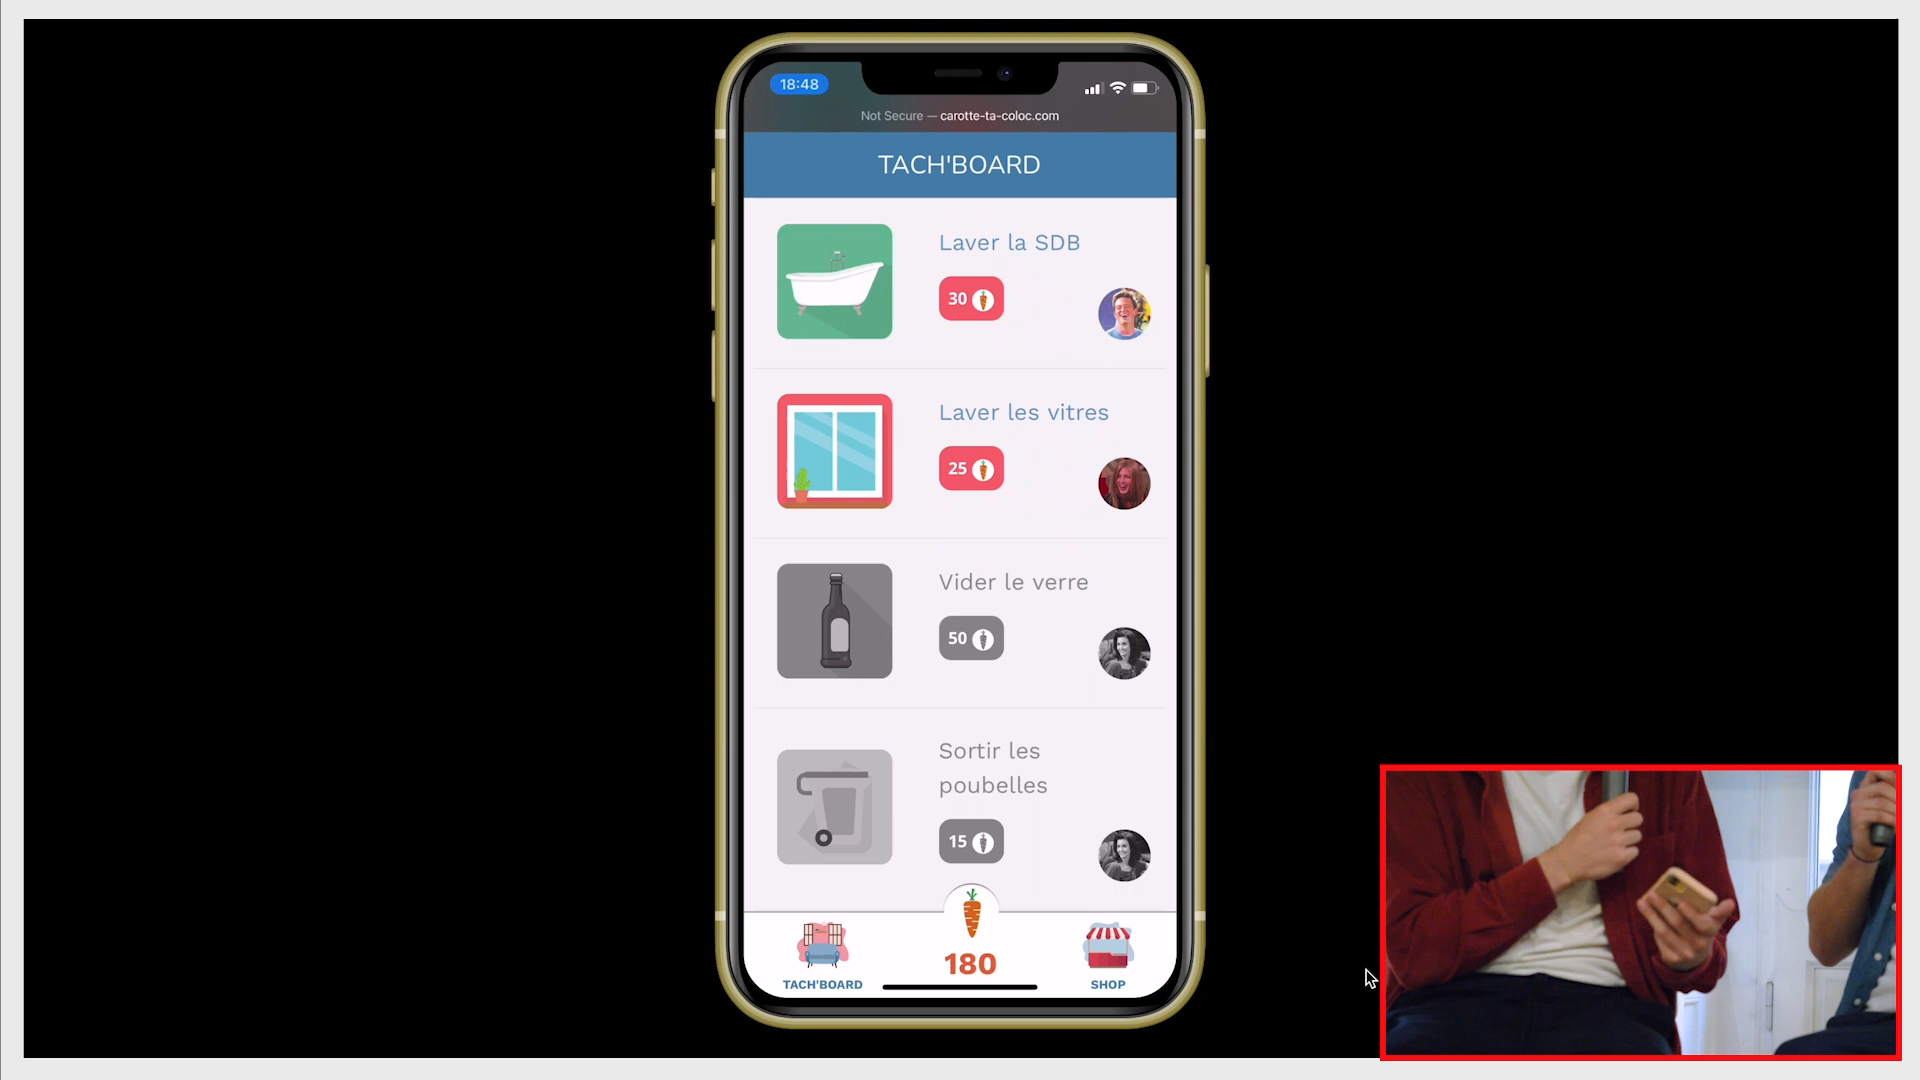 18:48
Not Secure — carotte-ta-coloc.com
TACH'BOARD
Laver la SDB
30
Laver les vitres
25
Vider le verre
50
Sortir les
poubelles
15
180
TACH'BOARD
SHOP